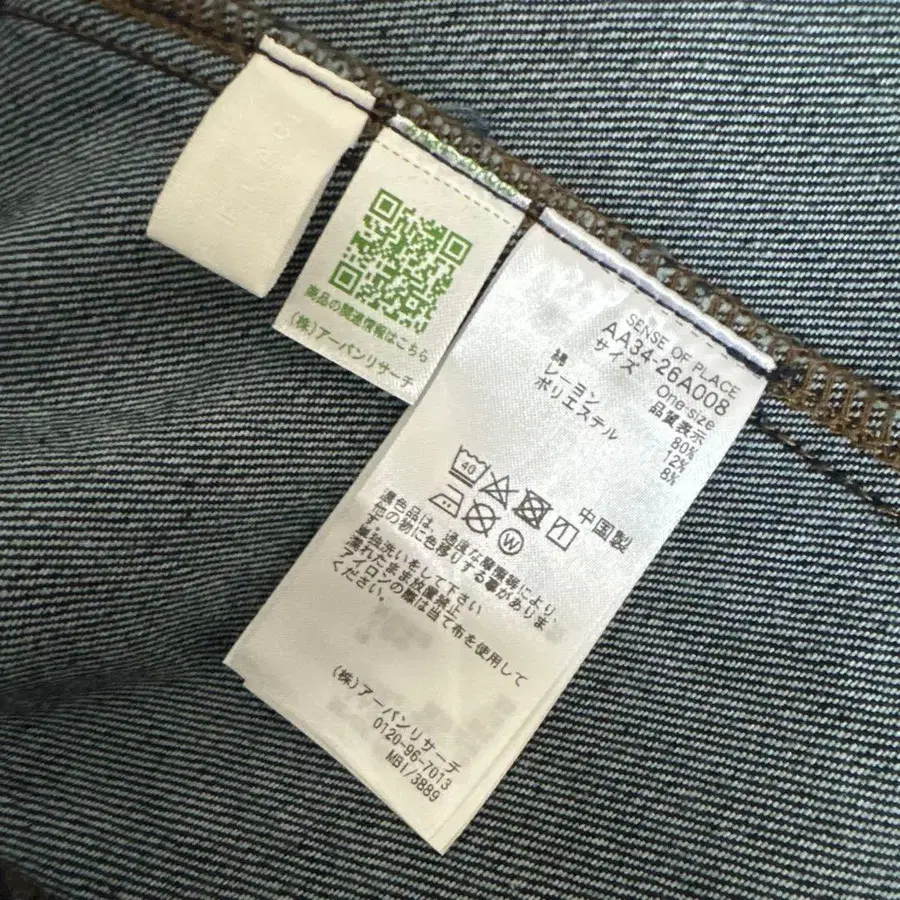 商品の関連情報はこちら
(株)アーバンリサーチ
SENSE OF PLACE
AA34-26A008
サイズ One size
品質表示
綿 80%
レーヨン 12%
ポリエステル 8%
40
W
中国製
濃色品は、過度な摩擦等により、
他の物に色移りする事がありま
す。
単独洗いをして下さい
濡れたまま放置禁止
アイロンの際は当て布を使用して
ください。
(株)アーバンリサーチ
0120-96-7013
MBI/3889